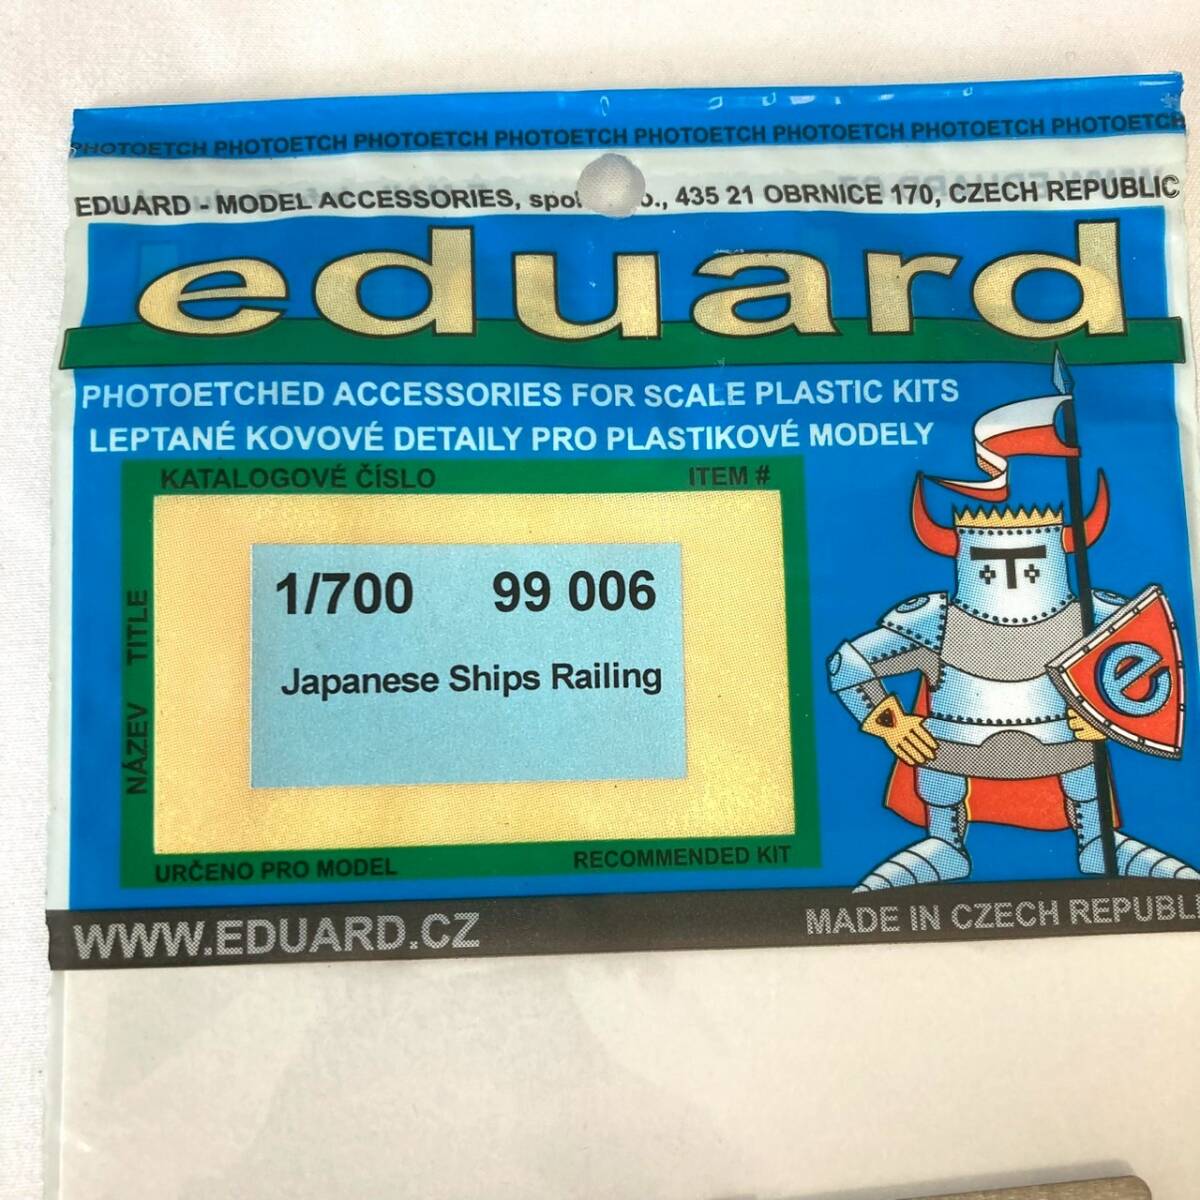 PHOTOETCH PHOTOETCH PHOTOETCH PHOTOETCH PHOTOETCH PHOTOETCH PHOTOETCH PHOTOETCH
EDUARD - MODEL ACCESSORIES, 435 21 OBRNICE 170, CZECH REPUBLIC
eduard
PHOTOETCHED ACCESSORIES FOR SCALE PLASTIC KITS
LEPTANÉ KOVOVÉ DETAILY PRO PLASTIKOVÉ MODELY
KATALOGOVÉ ČÍSLO ITEM #
NÁZEV TITLE
1/700 99 006
Japanese Ships Railing
URČENO PRO MODEL RECOMMENDED KIT
e
WWW.EDUARD.CZ MADE IN CZECH REPUBLI